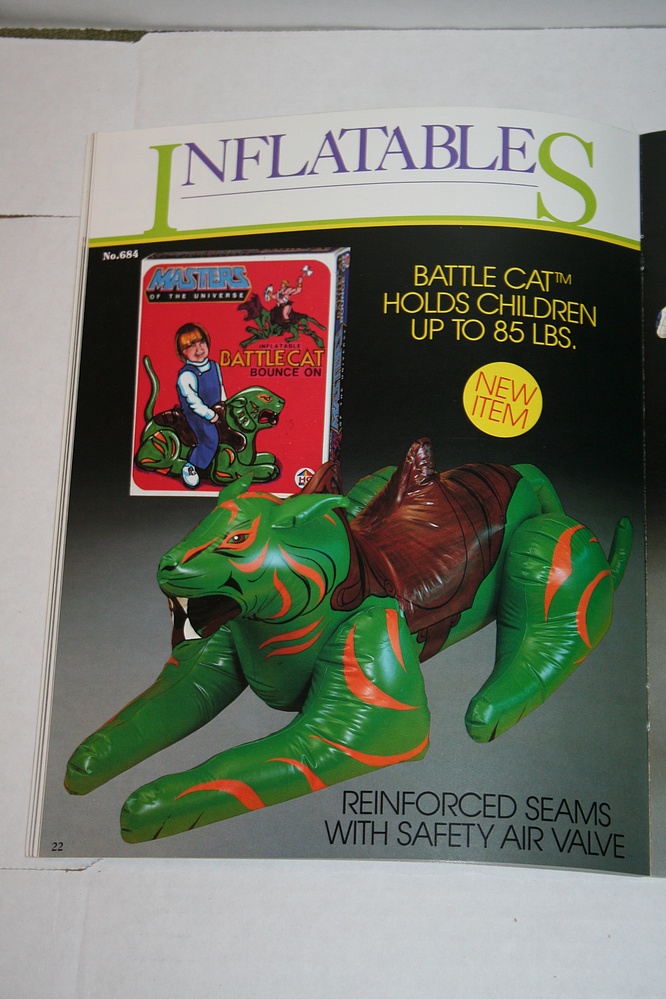 INFLATABLES
No.684
MASTERS
OF THE UNIVERSE
INFLATABLE
BATTLE CAT
BOUNCE ON
BATTLE CAT™
HOLDS CHILDREN
UP TO 85 LBS.
NEW
ITEM
REINFORCED SEAMS
WITH SAFETY AIR VALVE
22